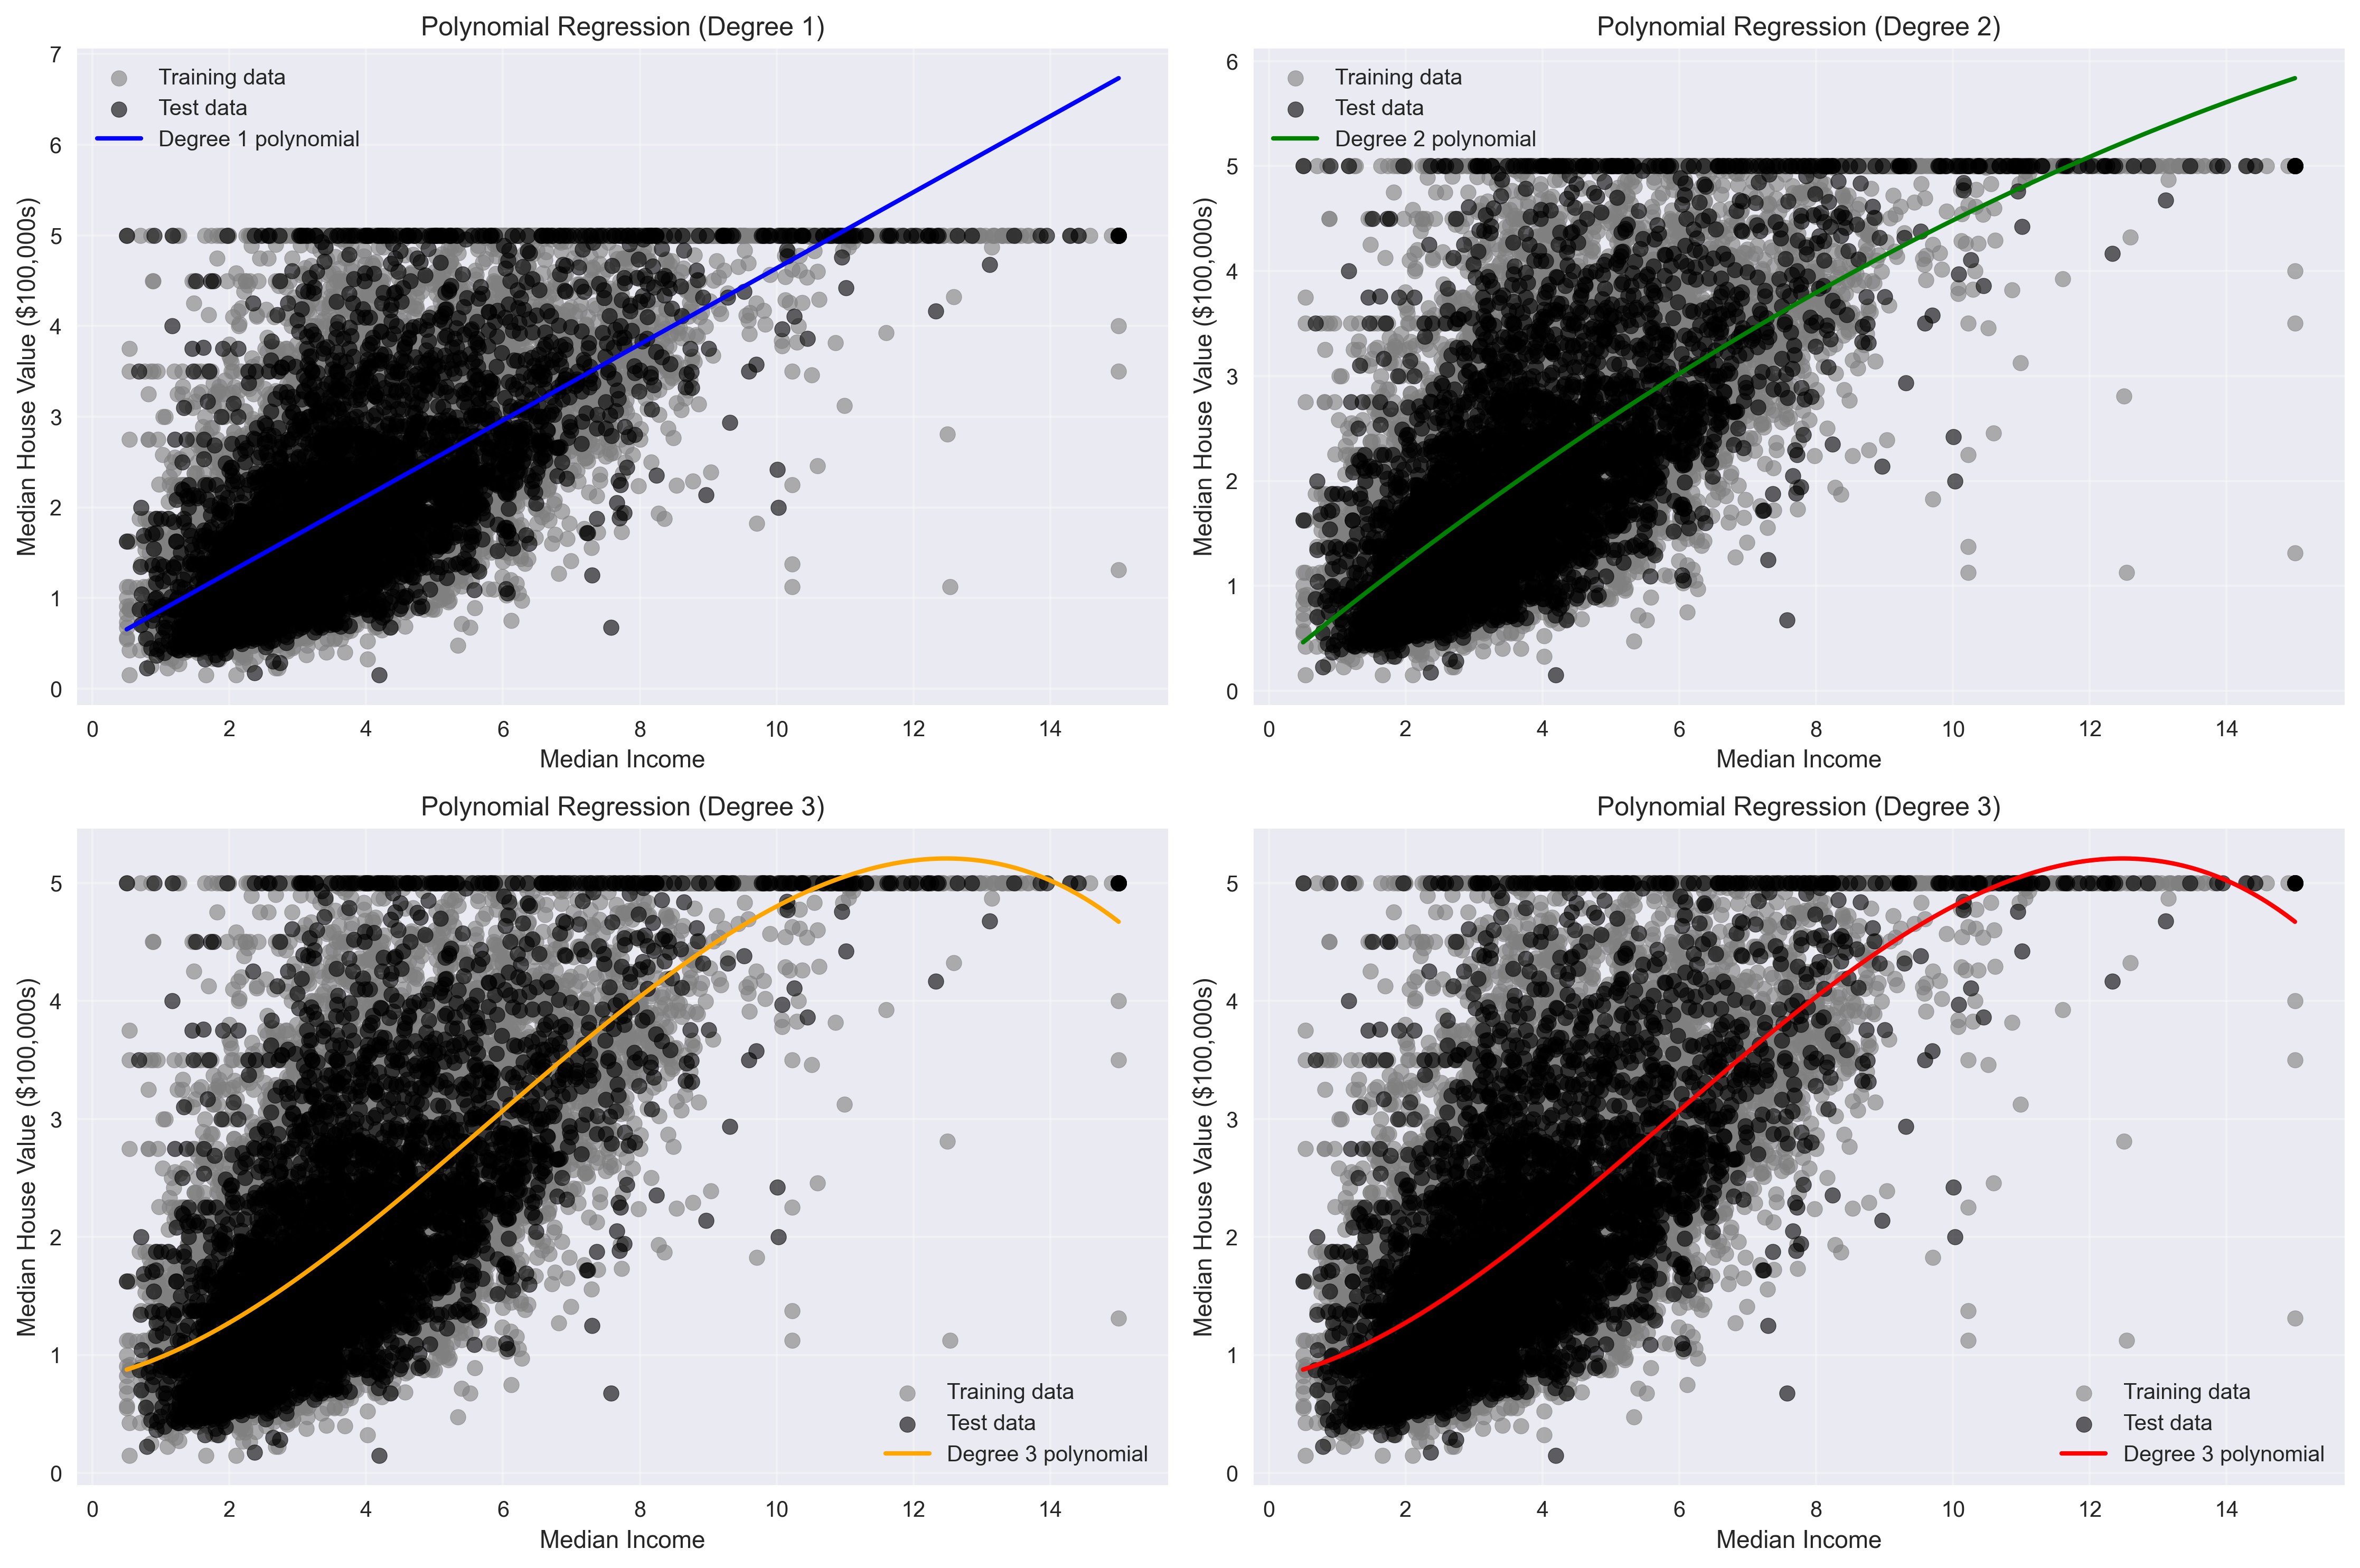 Polynomial Regression (Degree 1)
Training data
Test data
Degree 1 polynomial
Median House Value ($100,000s)
7
6
5
4
3
2
1
0
0 2 4 6 8 10 12 14
Median Income
Polynomial Regression (Degree 2)
Training data
Test data
Degree 2 polynomial
Median House Value ($100,000s)
6
5
4
3
2
1
0
0 2 4 6 8 10 12 14
Median Income
Polynomial Regression (Degree 3)
Median House Value ($100,000s)
5
4
3
2
1
0
Training data
Test data
Degree 3 polynomial
0 2 4 6 8 10 12 14
Median Income
Polynomial Regression (Degree 3)
Median House Value ($100,000s)
5
4
3
2
1
0
Training data
Test data
Degree 3 polynomial
0 2 4 6 8 10 12 14
Median Income